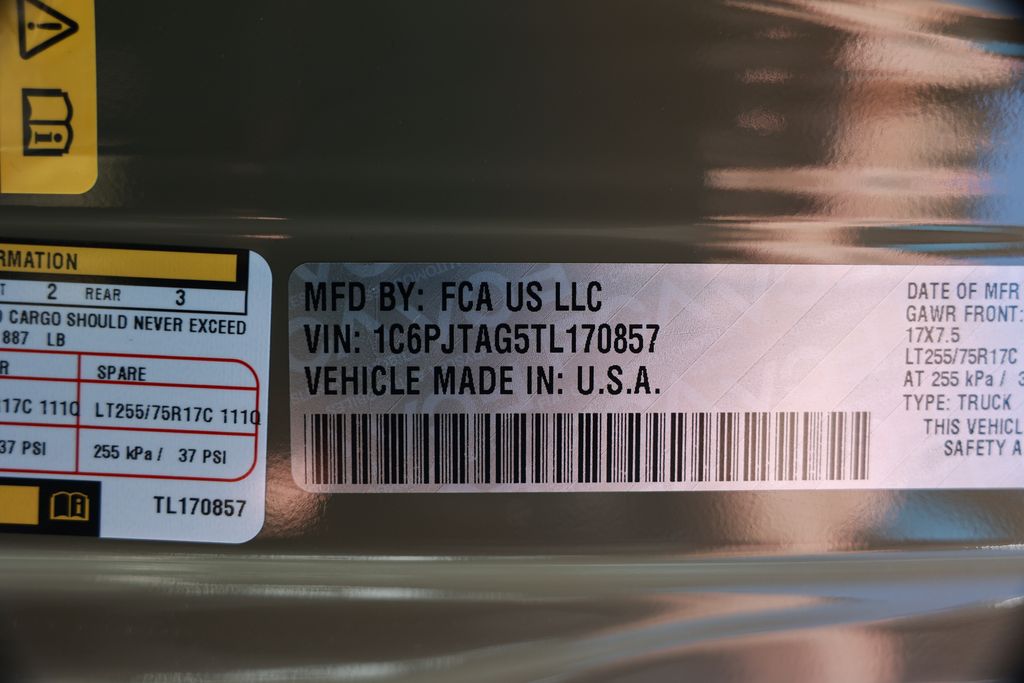 RMATION
T 2 REAR 3
CARGO SHOULD NEVER EXCEED
887 LB
R SPARE
R17C 111Q LT255/75R17C 111Q
37 PSI 255 kPa / 37 PSI
TL170857
MFD BY: FCA US LLC
VIN: 1C6PJTAG5TL170857
VEHICLE MADE IN: U.S.A.
DATE OF MFR
GAWR FRONT:
17X7.5
LT255/75R17C
AT 255 kPa / 3
TYPE: TRUCK
THIS VEHICL
SAFETY A